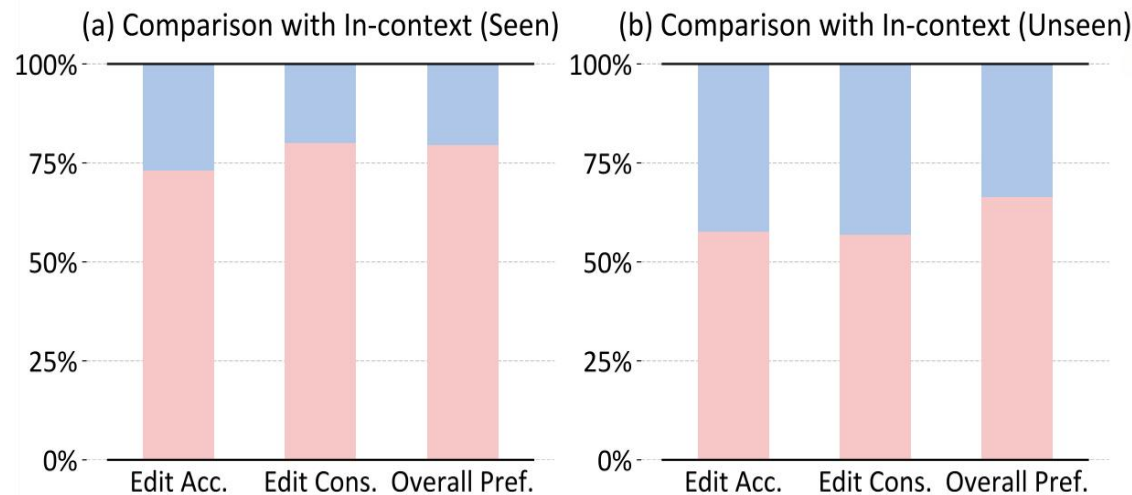 (a) Comparison with In-context (Seen)
100%
75%
50%
25%
0%
Edit Acc. Edit Cons. Overall Pref.
(b) Comparison with In-context (Unseen)
100%
75%
50%
25%
0%
Edit Acc. Edit Cons. Overall Pref.